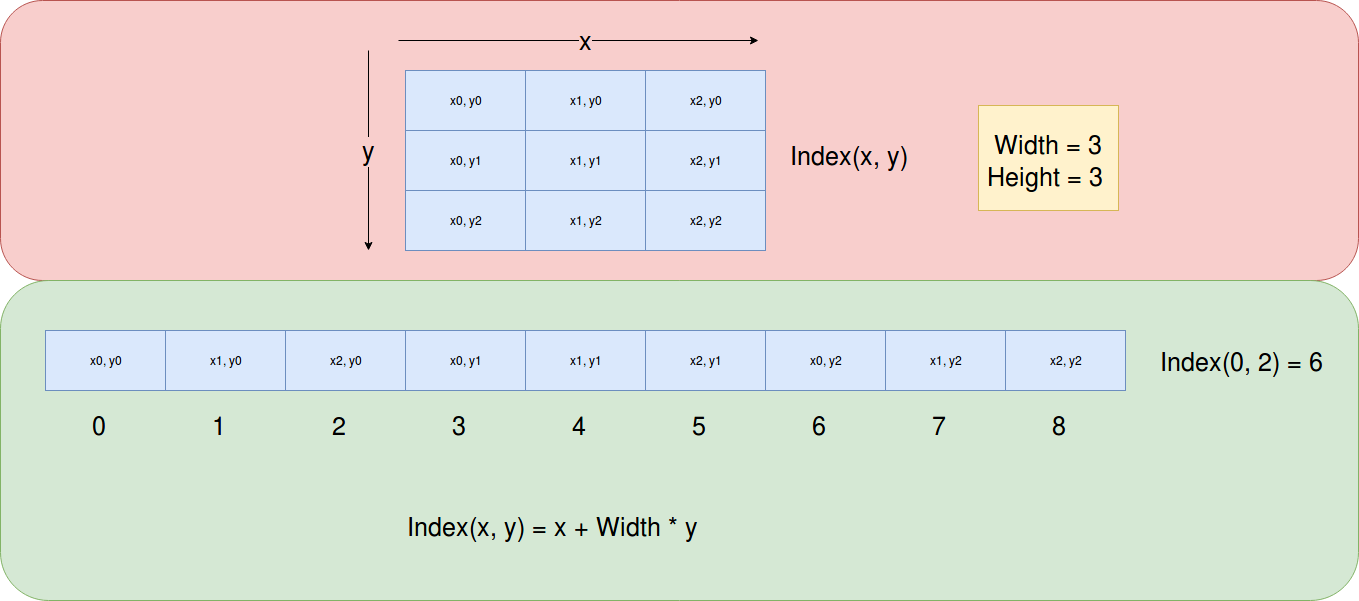 x
y
x0, y0 x1, y0 x2, y0
x0, y1 x1, y1 x2, y1
x0, y2 x1, y2 x2, y2
Index(x, y)
Width = 3
Height = 3
x0, y0 x1, y0 x2, y0 x0, y1 x1, y1 x2, y1 x0, y2 x1, y2 x2, y2
Index(0, 2) = 6
0 1 2 3 4 5 6 7 8
Index(x, y) = x + Width * y